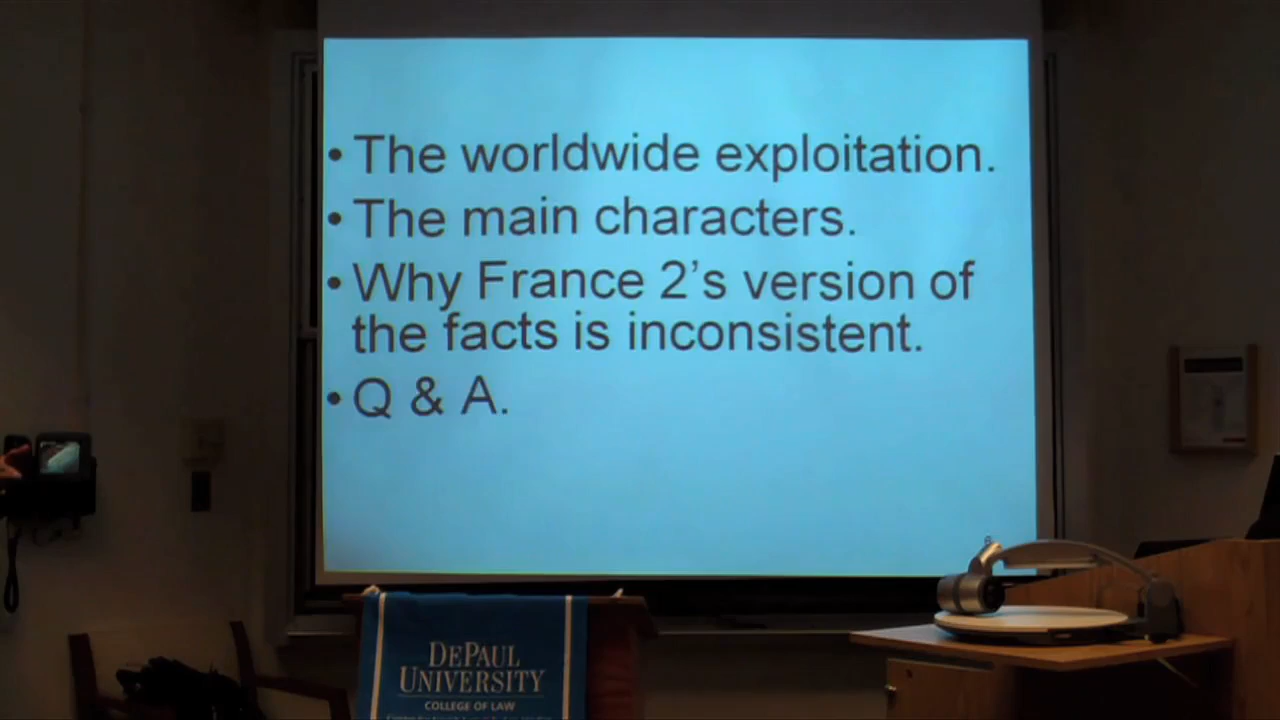 • The worldwide exploitation.
• The main characters.
• Why France 2's version of
the facts is inconsistent.
• Q & A.
DEPAUL
UNIVERSITY
COLLEGE OF LAW